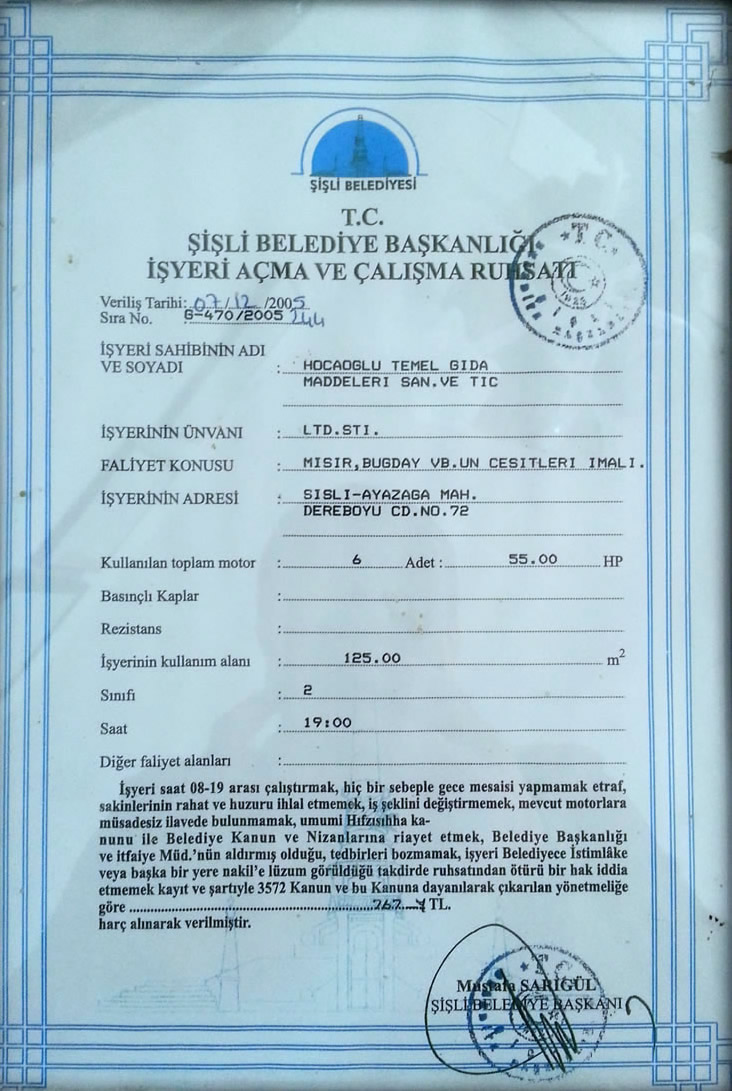 ŞİŞLİ BELEDİYESİ
T.C.
ŞİŞLİ BELEDİYE BAŞKANLIĞI
İŞYERİ AÇMA VE ÇALIŞMA RUHSATI
T.C.
1923
Veriliş Tarihi: 07/12/2005
Sıra No. G-470/2005 244
İŞYERİ SAHİBİNİN ADI
VE SOYADI : HOCAOGLU TEMEL GIDA
MADDELERI SAN.VE TIC
İŞYERİNİN ÜNVANI : LTD.STI.
FALİYET KONUSU : MISIR,BUGDAY VB.UN CESITLERI IMALI.
İŞYERİNİN ADRESİ : SISLI-AYAZAGA MAH.
DEREBOYU CD.NO.72
Kullanılan toplam motor : 6 Adet : 55.00 HP
Basınçlı Kaplar :
Rezistans :
İşyerinin kullanım alanı : 125.00 m2
Sınıfı : 2
Saat : 19:00
Diğer faliyet alanları :
İşyeri saat 08-19 arası çalıştırmak, hiç bir sebeple gece mesaisi yapmamak etraf,
sakinlerinin rahat ve huzuru ihlal etmemek, iş şeklini değiştirmemek, mevcut motorlara
müsadesiz ilavede bulunmamak, umumi Hıfzısıhha ka-
nunu ile Belediye Kanun ve Nizanlarına riayet etmek, Belediye Başkanlığı
ve itfaiye Müd.'nün aldırmış olduğu, tedbirleri bozmamak, işyeri Belediyece İstimlâke
veya başka bir yere nakil'e lüzum görüldüğü takdirde ruhsatından ötürü bir hak iddia
etmemek kayıt ve şartiyle 3572 Kanun ve bu Kanuna dayanılarak çıkarılan yönetmeliğe
göre ........ 767.- TL.
harç alınarak verilmiştir.
T.C.
Mustafa SARIGÜL
ŞİŞLİ BELEDİYE BAŞKANI